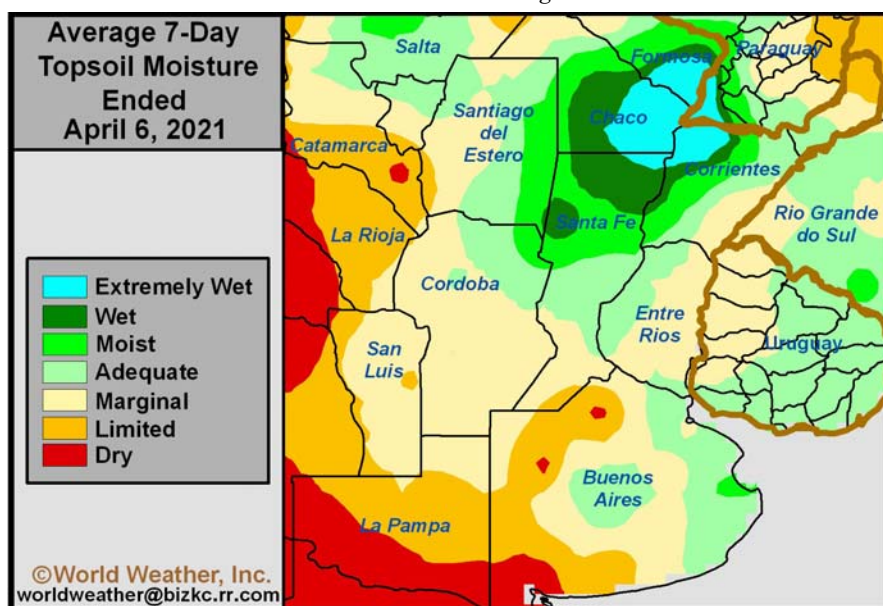 Average 7-Day
Topsoil Moisture
Ended
April 6, 2021
Extremely Wet
Wet
Moist
Adequate
Marginal
Limited
Dry
©World Weather, Inc.
worldweather@bizkc.rr.com
Salta
Formosa
Paraguay
Santiago
del
Estero
Chaco
Catamarca
Corrientes
La Rioja
Santa Fe
Rio Grande
do Sul
Cordoba
Entre
Rios
San
Luis
Uruguay
Buenos
Aires
La Pampa